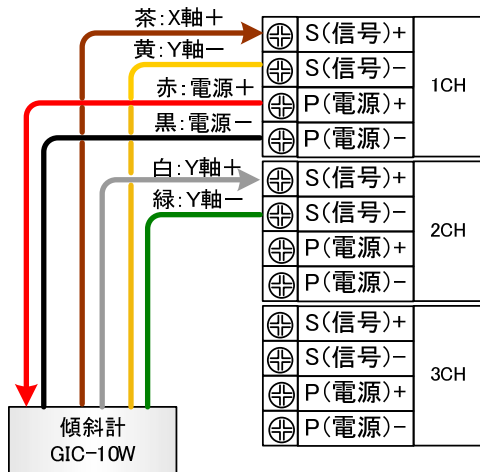 茶:X軸+
黄:Y軸−
赤:電源+
黒:電源−
白:Y軸+
緑:Y軸−
S(信号)+
S(信号)−
P(電源)+
P(電源)−
1CH
S(信号)+
S(信号)−
P(電源)+
P(電源)−
2CH
S(信号)+
S(信号)−
P(電源)+
P(電源)−
3CH
傾斜計
GIC-10W